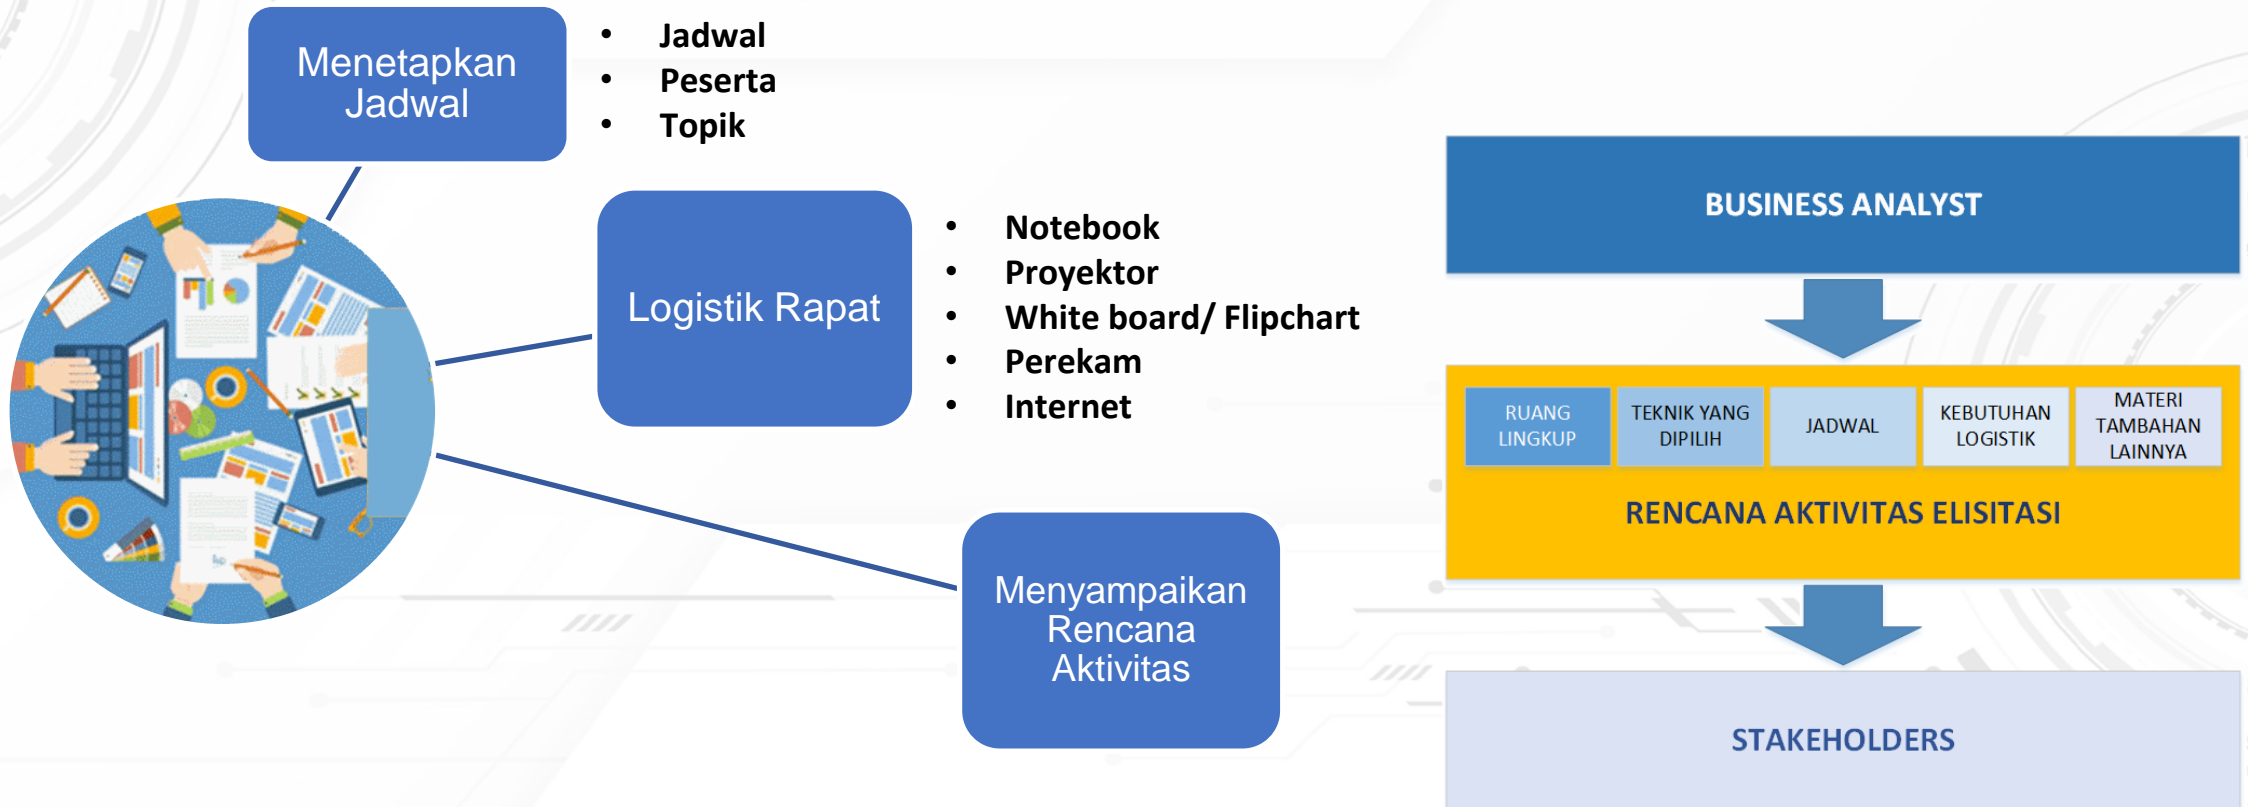 Menetapkan
Jadwal
• Jadwal
• Peserta
• Topik
Logistik Rapat
• Notebook
• Proyektor
• White board/ Flipchart
• Perekam
• Internet
Menyampaikan
Rencana
Aktivitas
BUSINESS ANALYST
RUANG
LINGKUP
TEKNIK YANG
DIPILIH
JADWAL
KEBUTUHAN
LOGISTIK
MATERI
TAMBAHAN
LAINNYA
RENCANA AKTIVITAS ELISITASI
STAKEHOLDERS